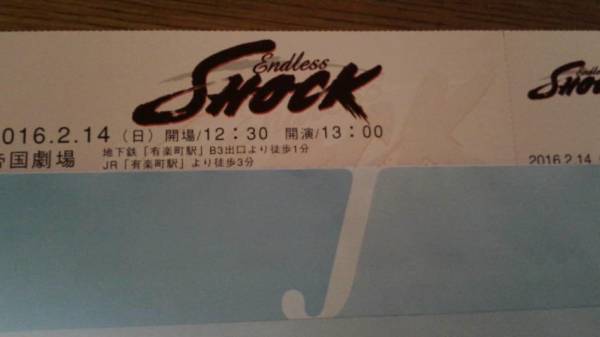 Endless
SHOCK
2016.2.14 (日) 開場/12:30 開演/13:00
帝国劇場
地下鉄「有楽町駅」B3出口より徒歩1分
JR「有楽町駅」より徒歩3分
J
Endless
SHOCK
2016.2.14